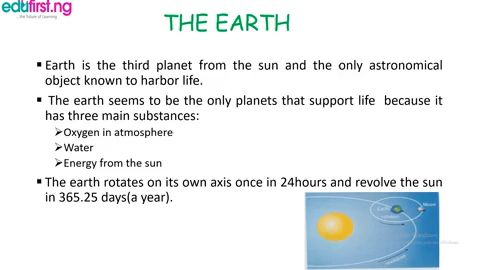 edufirst.ng
...the future of Learning
THE EARTH
Earth is the third planet from the sun and the only astronomical
object known to harbor life.
The earth seems to be the only planets that support life because it
has three main substances:
Oxygen in atmosphere
Water
Energy from the sun
The earth rotates on its own axis once in 24hours and revolve the sun
in 365.25 days(a year).
Earth
Moon